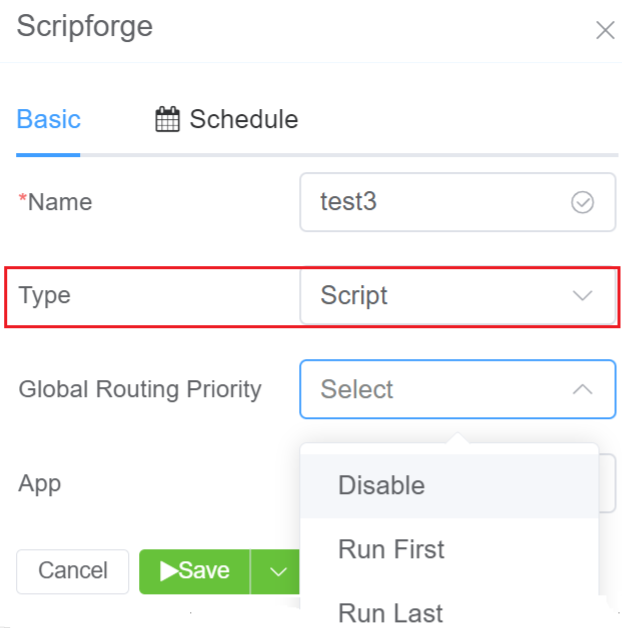 Scripforge
Basic
Schedule
*Name
test3
Type
Script
Global Routing Priority
Select
App
Disable
Run First
Run Last
Cancel
Save